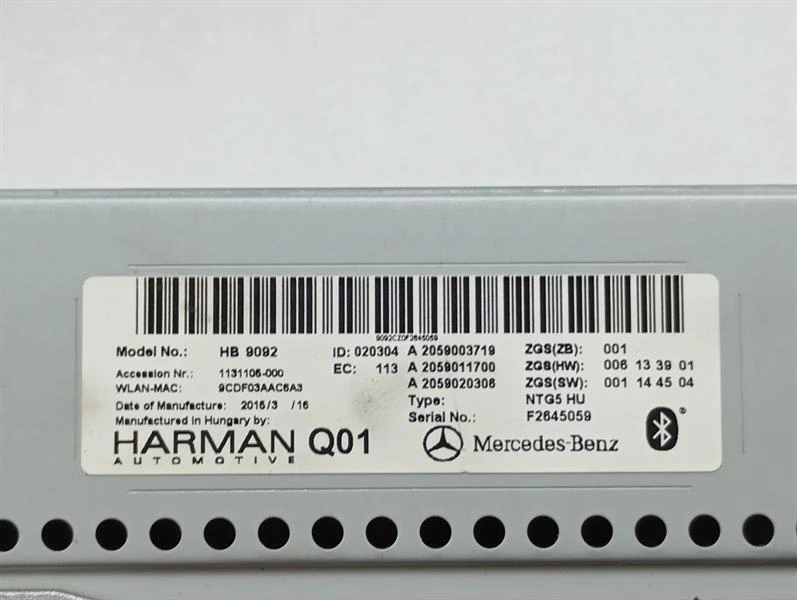 9092CZ0F2645059
Model No.: HB 9092 ID: 020304 A 2059003719 ZGS(ZB): 001
Accession Nr.: 1131106-000 EC: 113 A 2059011700 ZGS(HW): 006 13 39 01
WLAN-MAC: 9CDF03AAC6A3 A 2059020306 ZGS(SW): 001 14 45 04
Date of Manufacture: 2016/3 /16 Type: NTG5 HU
Manufactured in Hungary by: Serial No.: F2645059
HARMAN Q01 Mercedes-Benz
AUTOMOTIVE